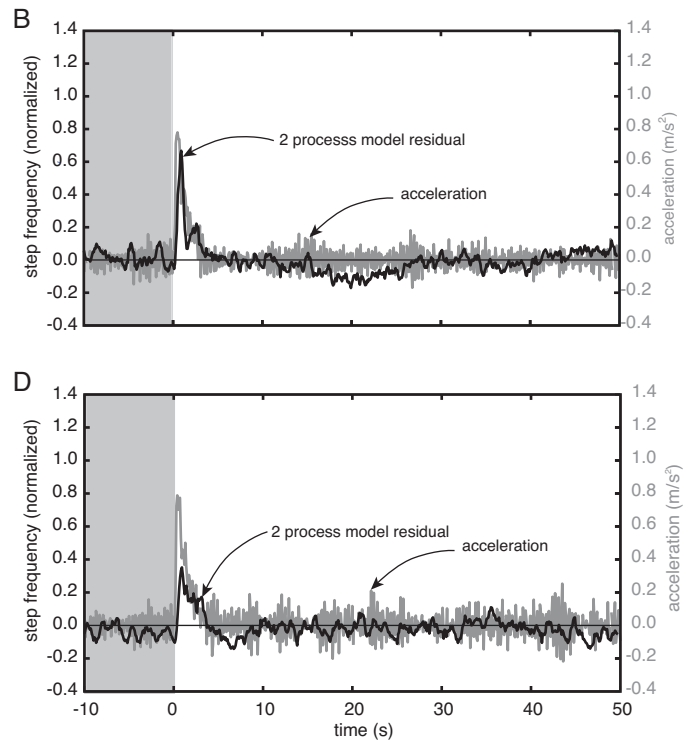 B
1.4 1.4
1.2 1.2
1.0 1.0
0.8 0.8
0.6 0.6
0.4 0.4
0.2 0.2
0.0 0.0
-0.2 -0.2
-0.4 -0.4
step frequency (normalized)
2 processs model residual
acceleration
acceleration (m/s²)
D
1.4 1.4
1.2 1.2
1.0 1.0
0.8 0.8
0.6 0.6
0.4 0.4
0.2 0.2
0.0 0.0
-0.2 -0.2
-0.4 -0.4
step frequency (normalized)
2 process model residual
acceleration
acceleration (m/s²)
-10 0 10 20 30 40 50
time (s)